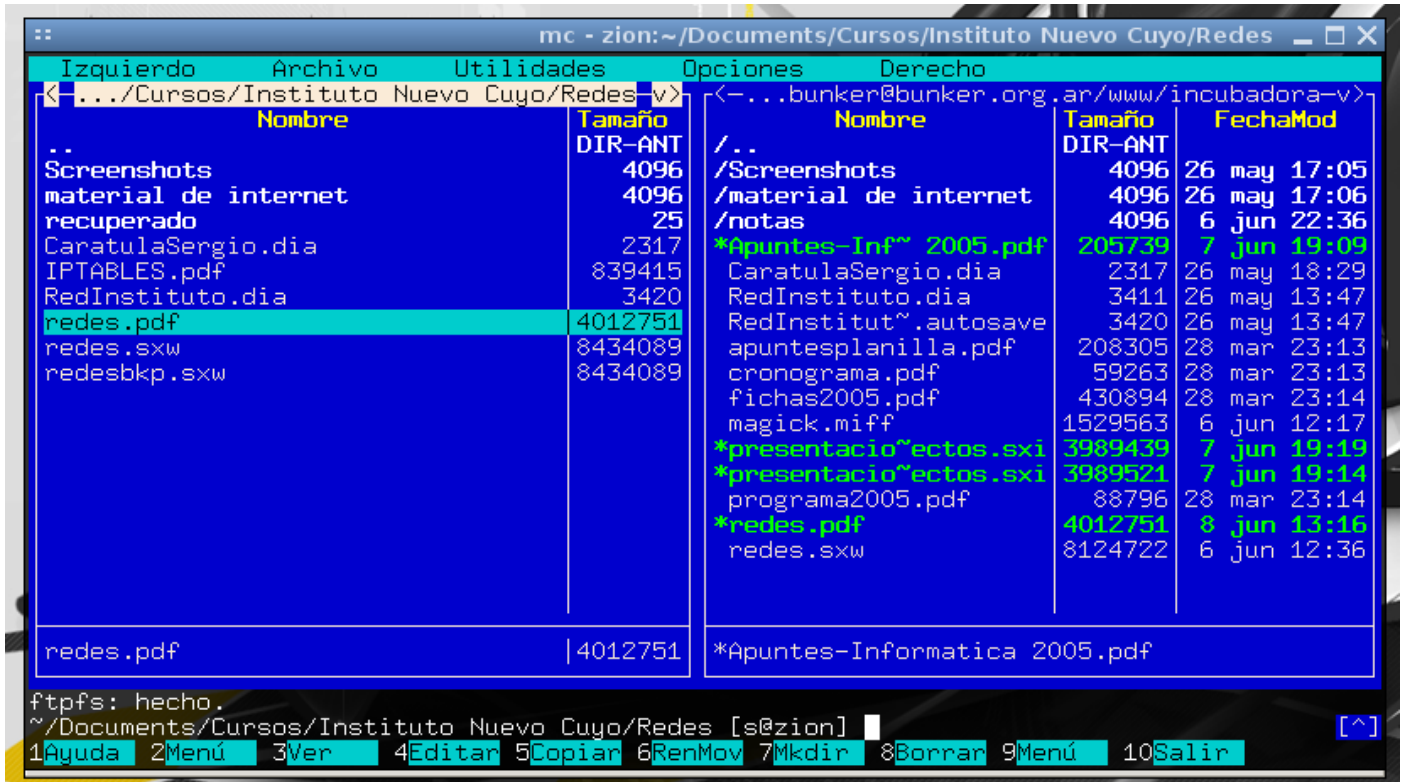 mc - zion:~/Documents/Cursos/Instituto Nuevo Cuyo/Redes
Izquierdo Archivo Utilidades Opciones Derecho
<─.../Cursos/Instituto Nuevo Cuyo/Redes─v> <─...bunker@bunker.org.ar/www/incubadora─v>
Nombre Tamaño Nombre Tamaño FechaMod
.. DIR-ANT /.. DIR-ANT
Screenshots 4096 /Screenshots 4096 26 may 17:05
material de internet 4096 /material de internet 4096 26 may 17:06
recuperado 25 /notas 4096 6 jun 22:36
CaratulaSergio.dia 2317 *Apuntes-Inf~ 2005.pdf 205739 7 jun 19:09
IPTABLES.pdf 839415 CaratulaSergio.dia 2317 26 may 18:29
RedInstituto.dia 3420 RedInstituto.dia 3411 26 may 13:47
redes.pdf 4012751 RedInstitut~.autosave 3420 26 may 13:47
redes.sxw 8434089 apuntesplanilla.pdf 208305 28 mar 23:13
redesbkp.sxw 8434089 cronograma.pdf 59263 28 mar 23:13
fichas2005.pdf 430894 28 mar 23:14
magick.miff 1529563 6 jun 12:17
*presentacio~ectos.sxi 3989439 7 jun 19:19
*presentacio~ectos.sxi 3989521 7 jun 19:14
programa2005.pdf 88796 28 mar 23:14
*redes.pdf 4012751 8 jun 13:16
redes.sxw 8124722 6 jun 12:36
redes.pdf 4012751 *Apuntes-Informatica 2005.pdf
ftpfs: hecho.
~/Documents/Cursos/Instituto Nuevo Cuyo/Redes [s@zion] [^]
1Ayuda 2Menú 3Ver 4Editar 5Copiar 6RenMov 7Mkdir 8Borrar 9Menú 10Salir